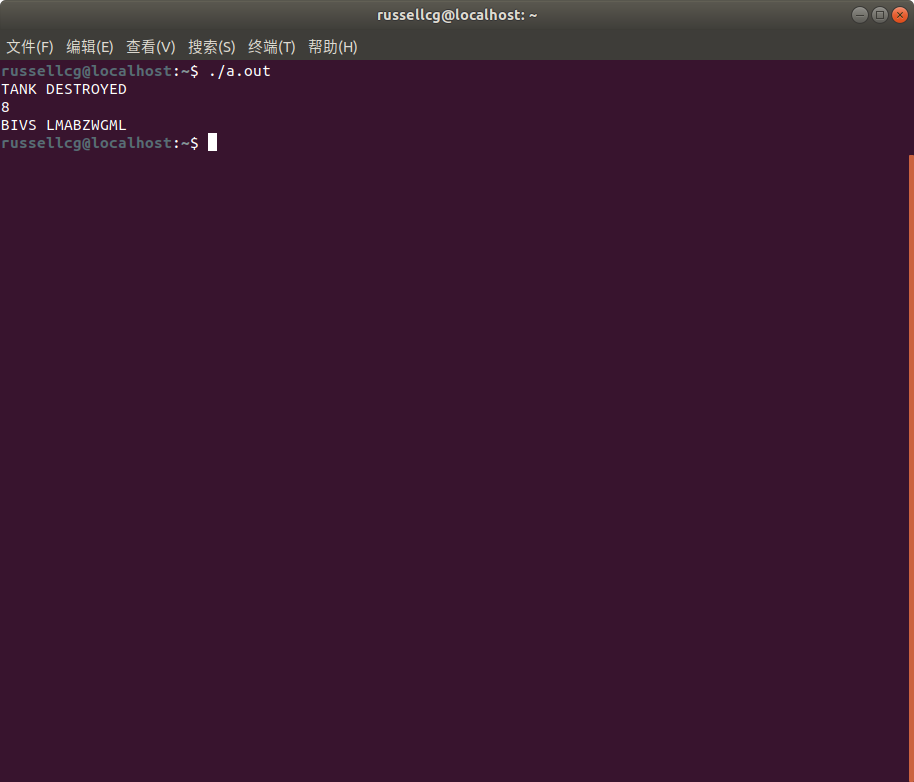 russellcg@localhost: ~
文件(F) 编辑(E) 查看(V) 搜索(S) 终端(T) 帮助(H)
russellcg@localhost:~$ ./a.out
TANK DESTROYED
8
BIVS LMABZWGML
russellcg@localhost:~$